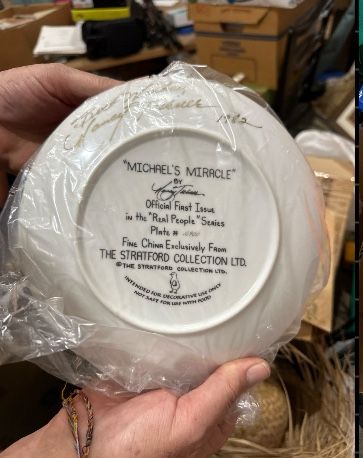 1982
"MICHAEL'S MIRACLE"
BY
Official First Issue
in the "Real People" Series
Plate #
Fine China Exclusively From
THE STRATFORD COLLECTION LTD.
© THE STRATFORD COLLECTION LTD.
INTENDED FOR DECORATIVE USE ONLY
NOT SAFE FOR USE WITH FOOD